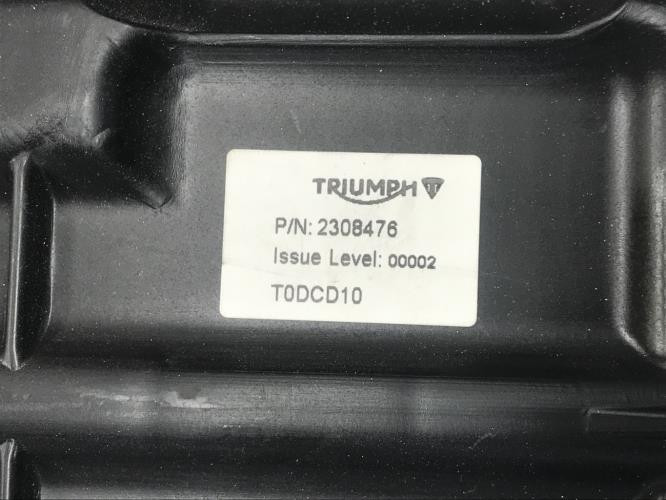 TRIUMPH
P/N: 2308476
Issue Level: 00002
T0DCD10